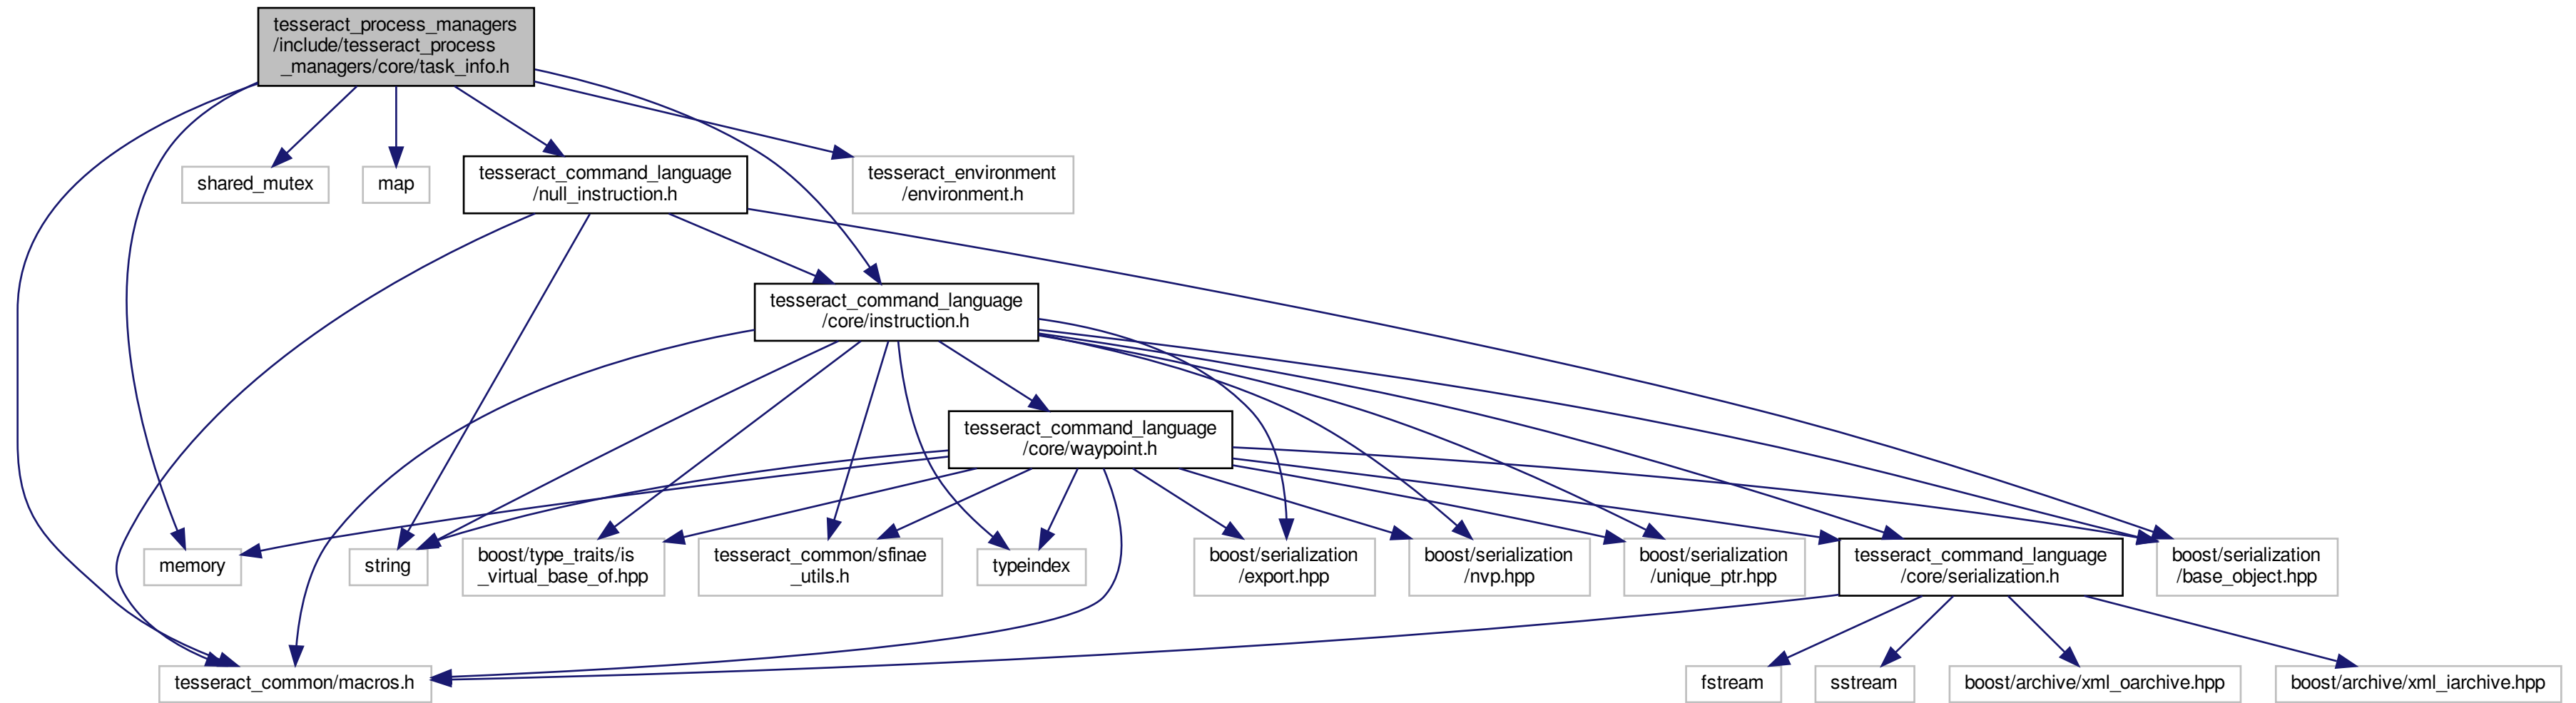 tesseract_process_managers
/include/tesseract_process
_managers/core/task_info.h
shared_mutex
map
tesseract_command_language
/null_instruction.h
tesseract_environment
/environment.h
tesseract_command_language
/core/instruction.h
tesseract_command_language
/core/waypoint.h
memory
string
boost/type_traits/is
_virtual_base_of.hpp
tesseract_common/sfinae
_utils.h
typeindex
boost/serialization
/export.hpp
boost/serialization
/nvp.hpp
boost/serialization
/unique_ptr.hpp
tesseract_command_language
/core/serialization.h
boost/serialization
/base_object.hpp
tesseract_common/macros.h
fstream
sstream
boost/archive/xml_oarchive.hpp
boost/archive/xml_iarchive.hpp